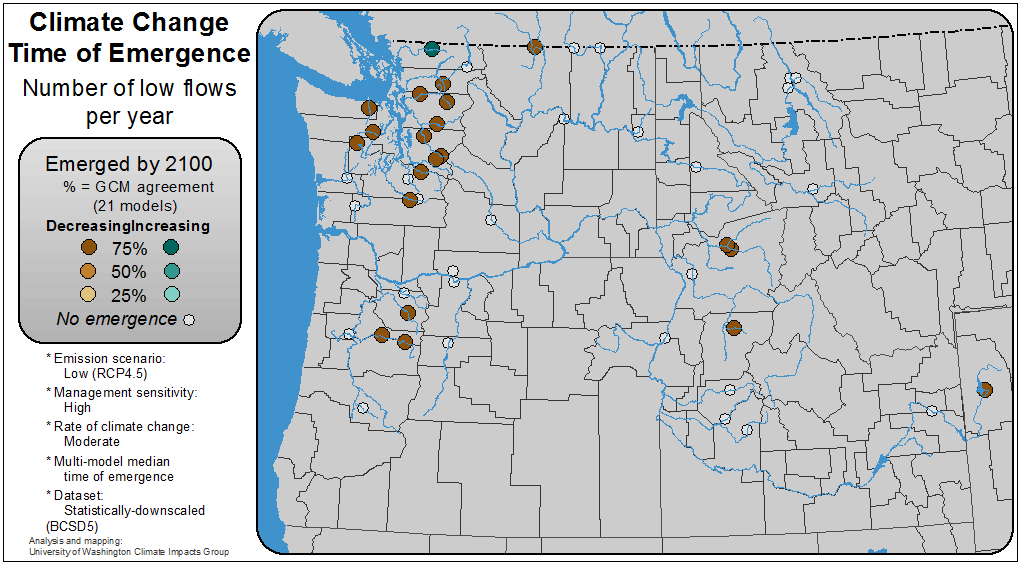 Climate Change
Time of Emergence
Number of low flows
per year
Emerged by 2100
% = GCM agreement
(21 models)
DecreasingIncreasing
75%
50%
25%
No emergence
* Emission scenario:
Low (RCP4.5)
* Management sensitivity:
High
* Rate of climate change:
Moderate
* Multi-model median
time of emergence
* Dataset:
Statistically-downscaled
(BCSD5)
Analysis and mapping:
University of Washington Climate Impacts Group